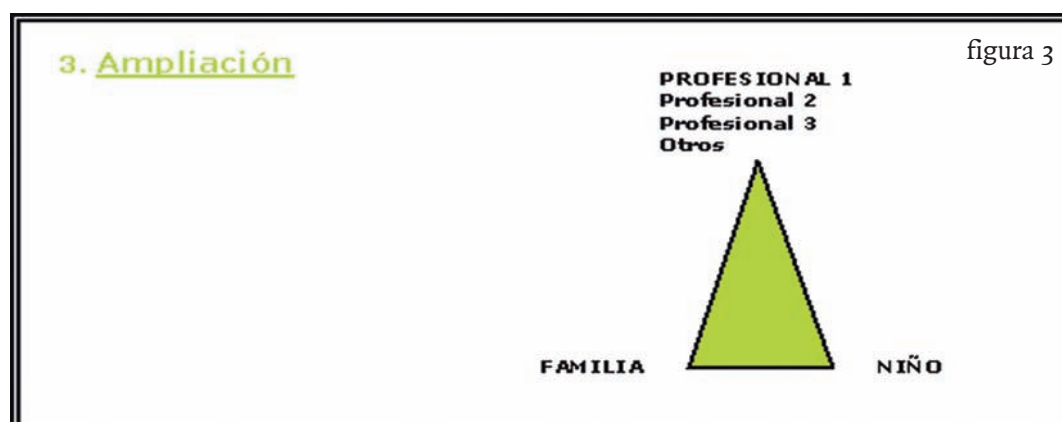 3. Ampliación
figura 3
PROFESIONAL 1
Profesional 2
Profesional 3
Otros
FAMILIA
NIÑO